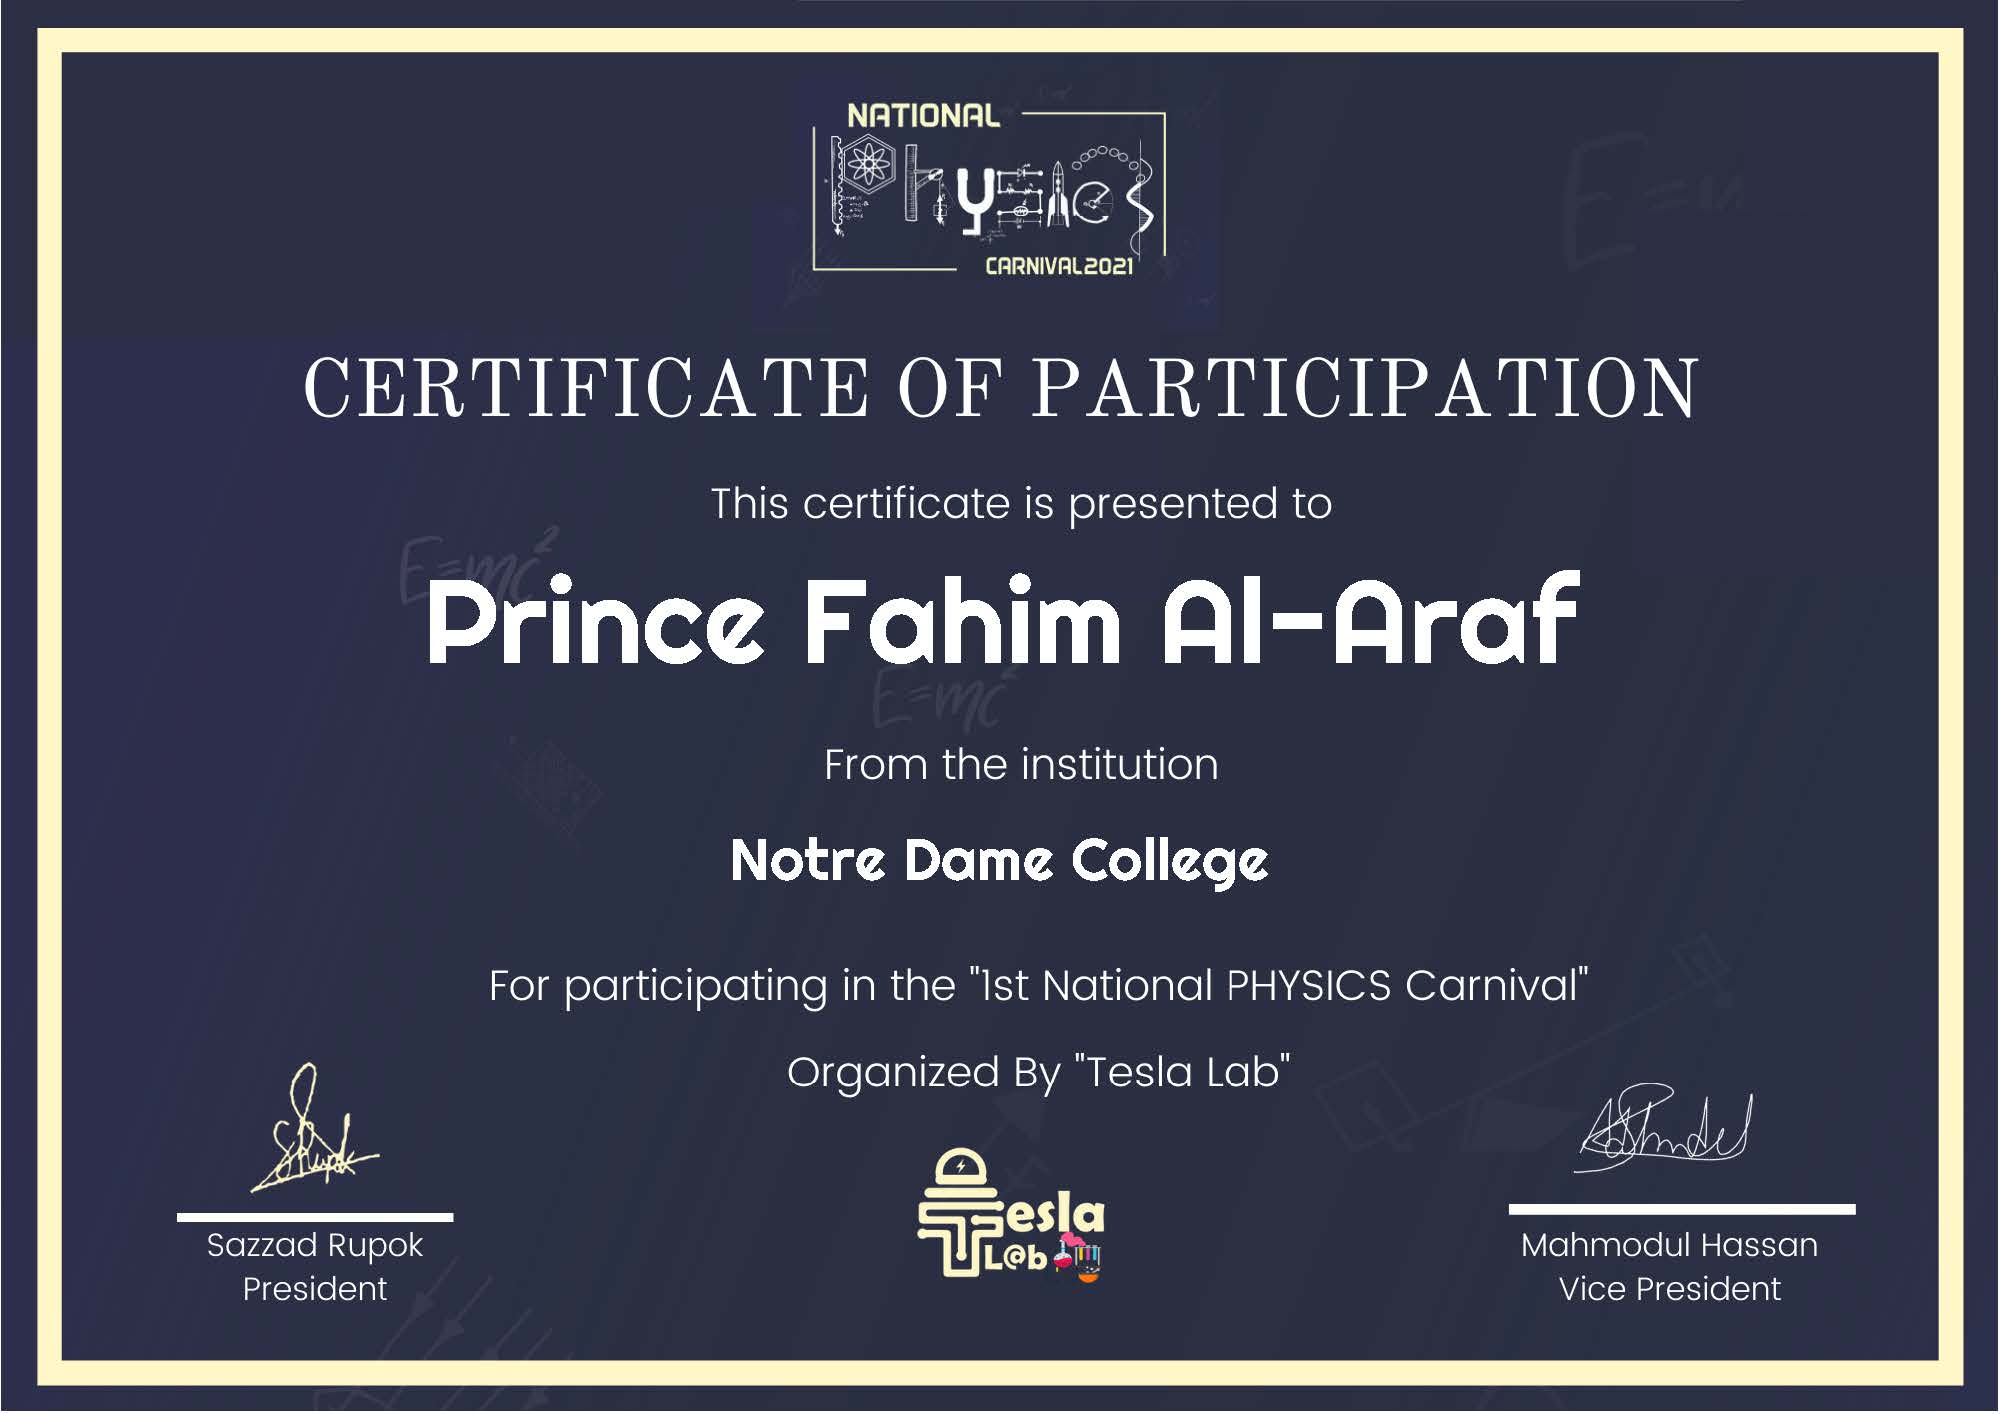 NATIONAL
Physics
CARNIVAL2021
CERTIFICATE OF PARTICIPATION
This certificate is presented to
E=mc²
Prince Fahim Al-Araf
E=mc²
From the institution
Notre Dame College
For participating in the "1st National PHYSICS Carnival"
Organized By "Tesla Lab"
Tesla
L@b
Sazzad Rupok
President
Mahmodul Hassan
Vice President